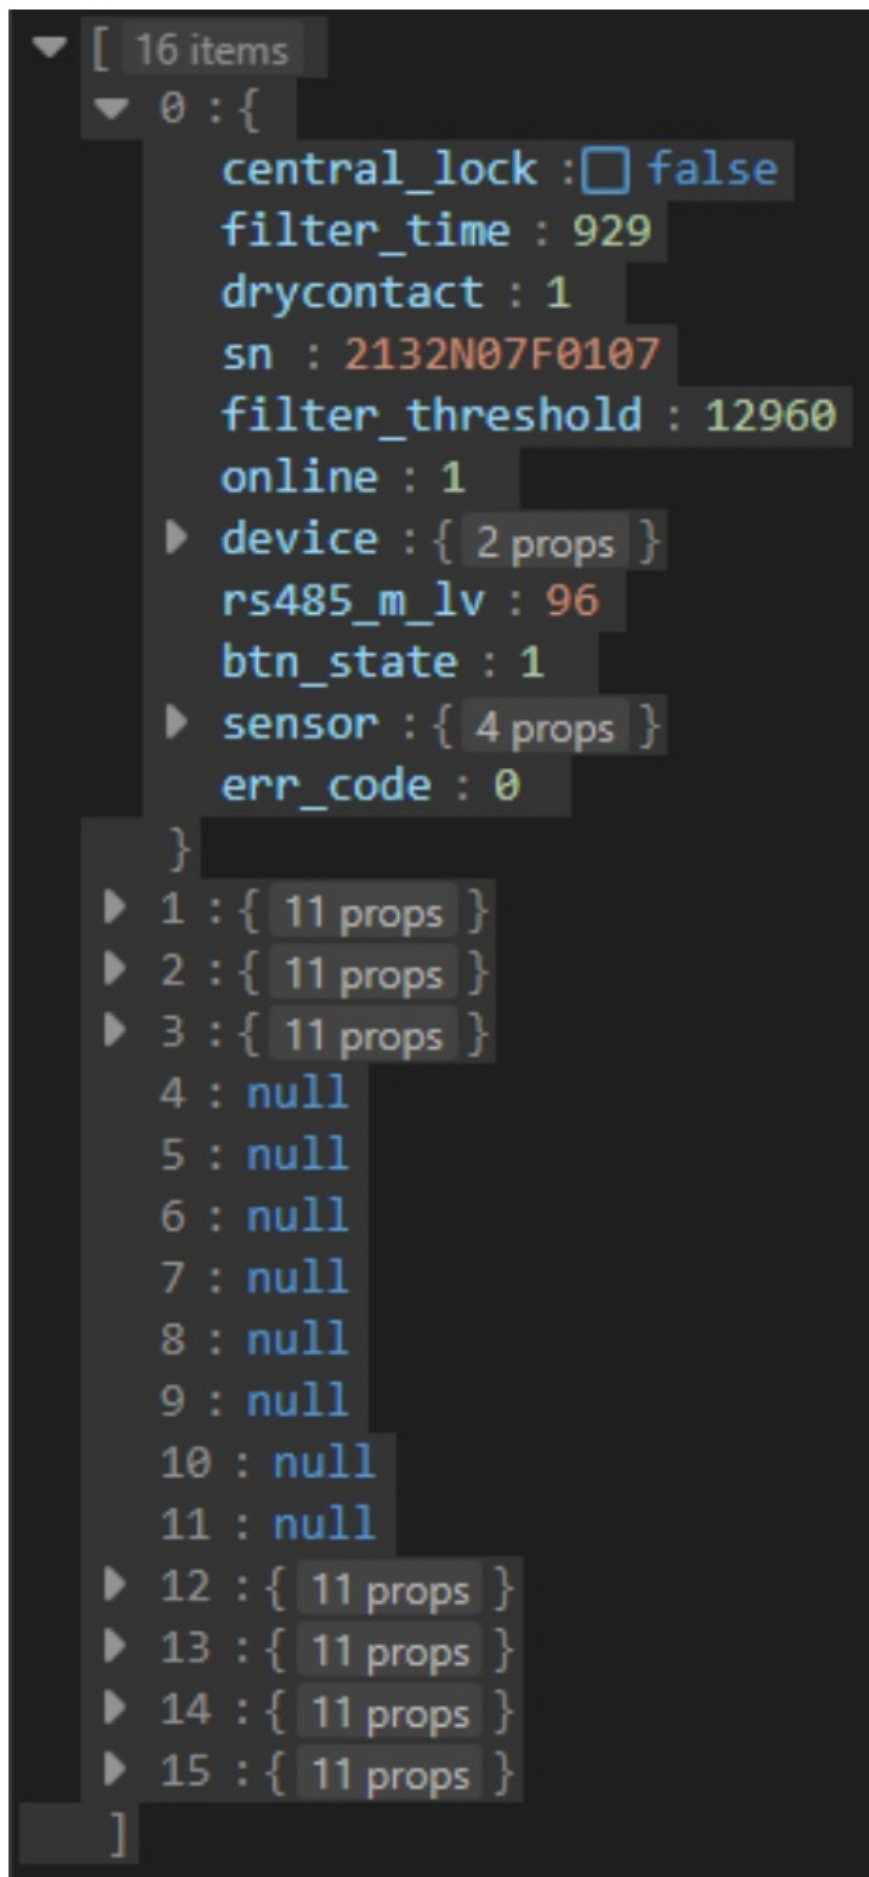 [ 16 items
0 :{
central_lock : false
filter_time : 929
drycontact : 1
sn : 2132N07F0107
filter_threshold : 12960
online : 1
device :{ 2 props }
rs485_m_lv : 96
btn_state : 1
sensor :{ 4 props }
err_code : 0
}
1 :{ 11 props }
2 :{ 11 props }
3 :{ 11 props }
4 : null
5 : null
6 : null
7 : null
8 : null
9 : null
10 : null
11 : null
12 :{ 11 props }
13 :{ 11 props }
14 :{ 11 props }
15 :{ 11 props }
]